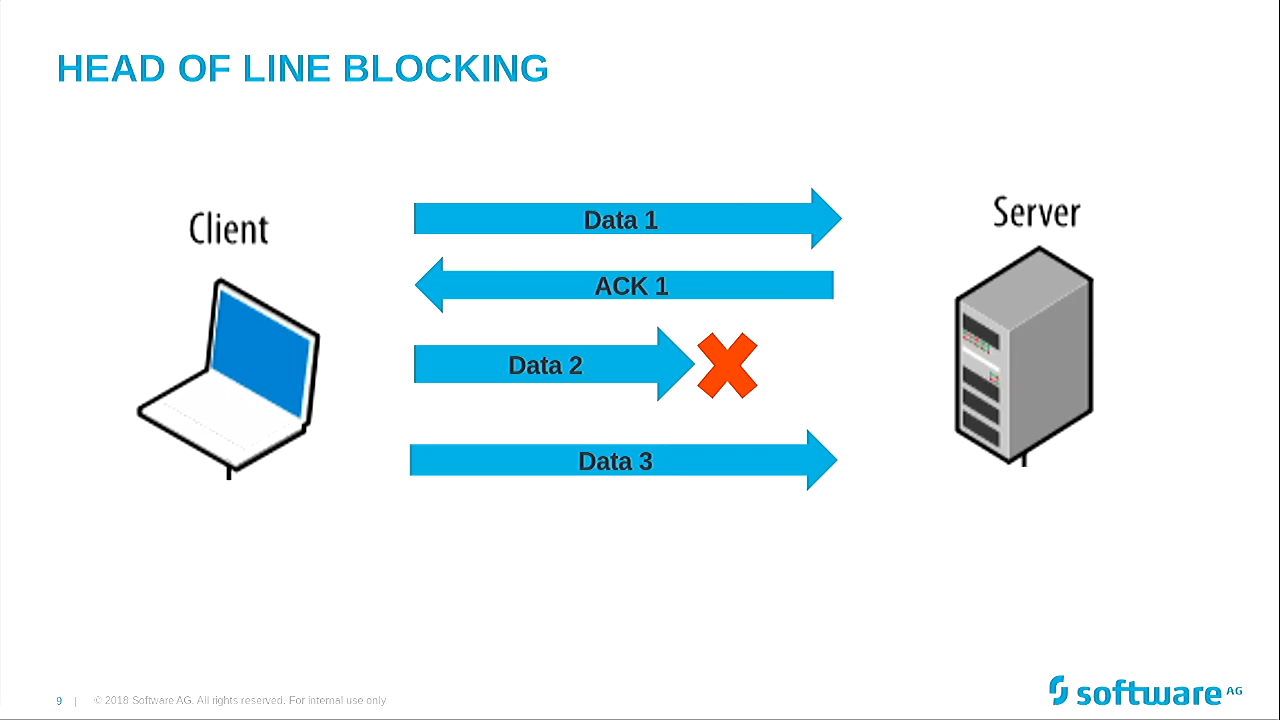 HEAD OF LINE BLOCKING
Client
Server
Data 1
ACK 1
Data 2
Data 3
9 | © 2018 Software AG. All rights reserved. For internal use only
software AG